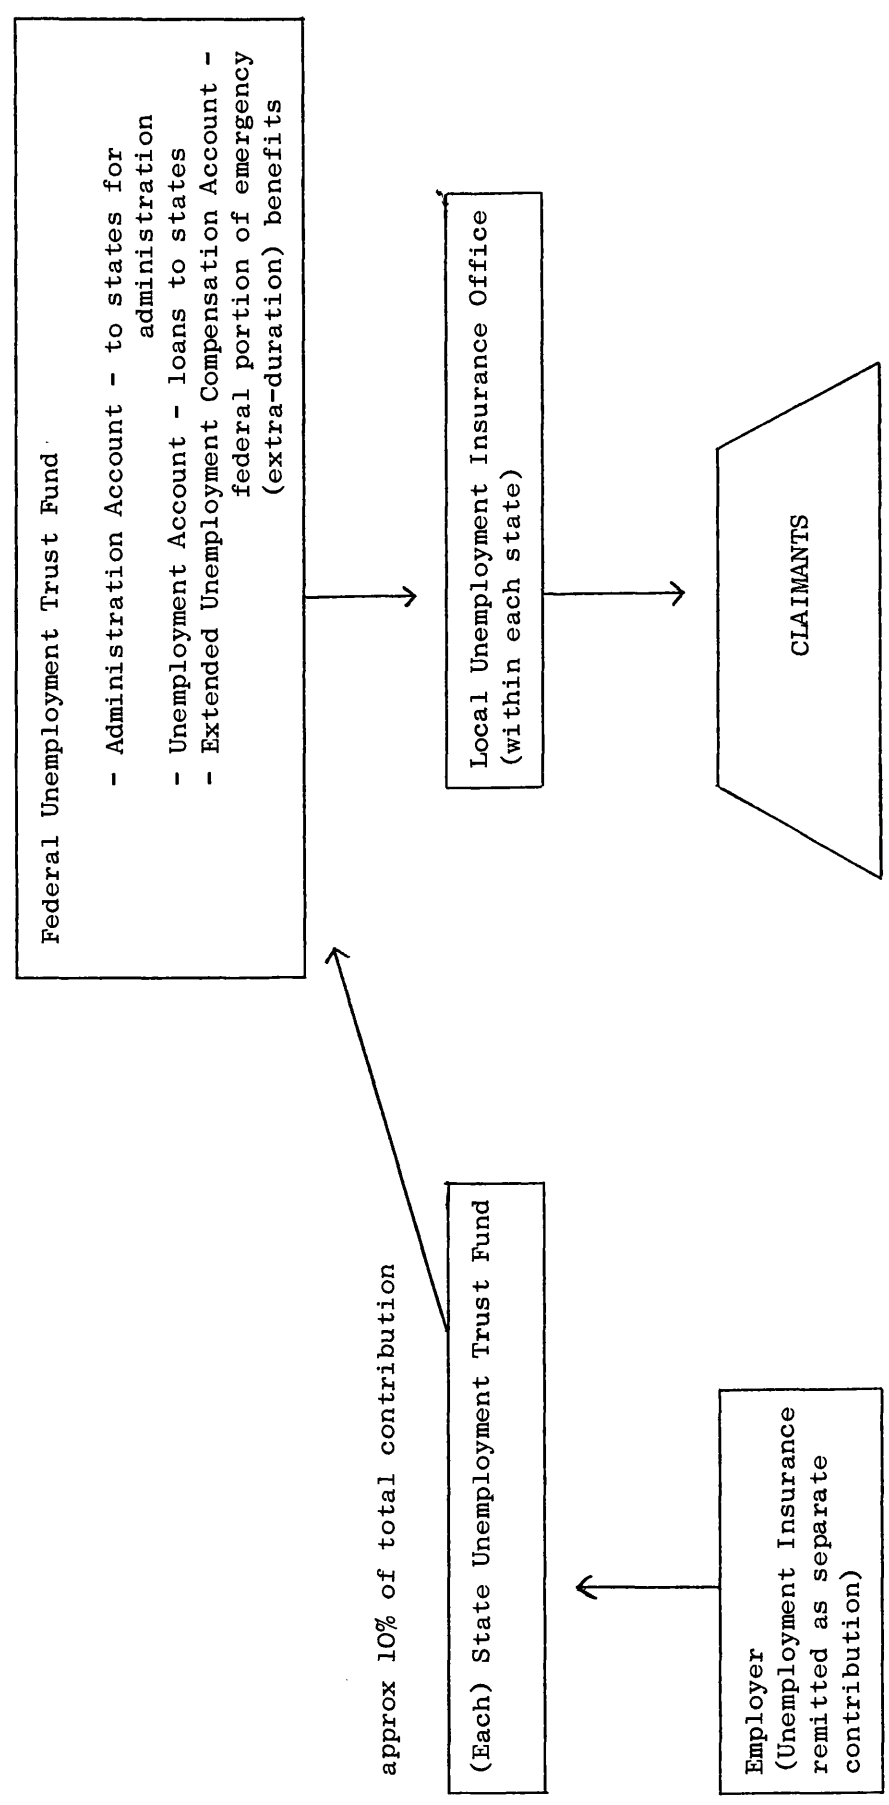 Federal Unemployment Trust Fund
- Administration Account - to states for
administration
- Unemployment Account - loans to states
- Extended Unemployment Compensation Account -
federal portion of emergency
(extra-duration) benefits
approx 10% of total contribution
(Each) State Unemployment Trust Fund
Local Unemployment Insurance Office
(within each state)
Employer
(Unemployment Insurance
remitted as separate
contribution)
CLAIMANTS